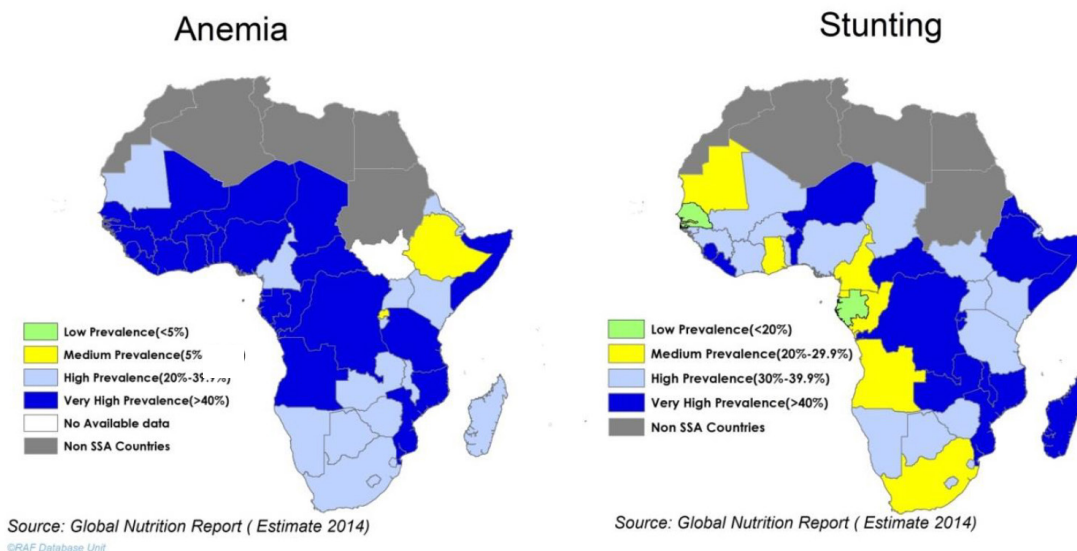 Anemia
Low Prevalence(<5%)
Medium Prevalence(5%
High Prevalence(20%-39.9%)
Very High Prevalence(>40%)
No Available data
Non SSA Countries
Source: Global Nutrition Report ( Estimate 2014)
©RAF Database Unit
Stunting
Low Prevalence(<20%)
Medium Prevalence(20%-29.9%)
High Prevalence(30%-39.9%)
Very High Prevalence(>40%)
Non SSA Countries
Source: Global Nutrition Report ( Estimate 2014)